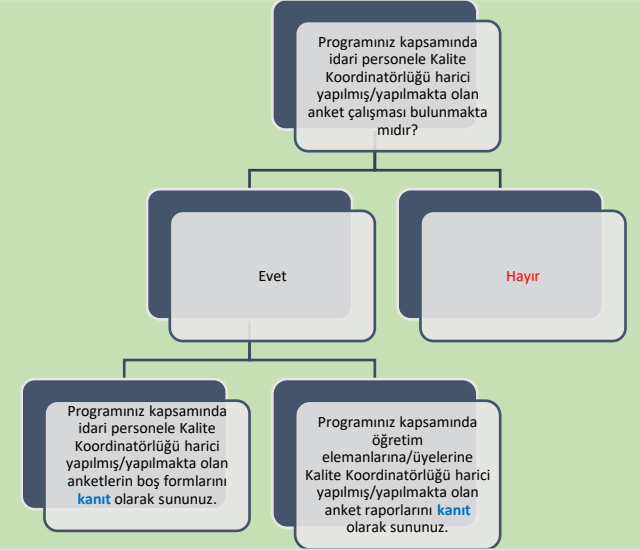 Programınız kapsamında
idari personele Kalite
Koordinatörlüğü harici
yapılmış/yapılmakta olan
anket çalışması bulunmakta
mıdır?
Evet
Hayır
Programınız kapsamında
idari personele Kalite
Koordinatörlüğü harici
yapılmış/yapılmakta olan
anketlerin boş formlarını
kanıt olarak sununuz.
Programınız kapsamında
öğretim
elemanlarına/üyelerine
Kalite Koordinatörlüğü harici
yapılmış/yapılmakta olan
anket raporlarını kanıt
olarak sununuz.